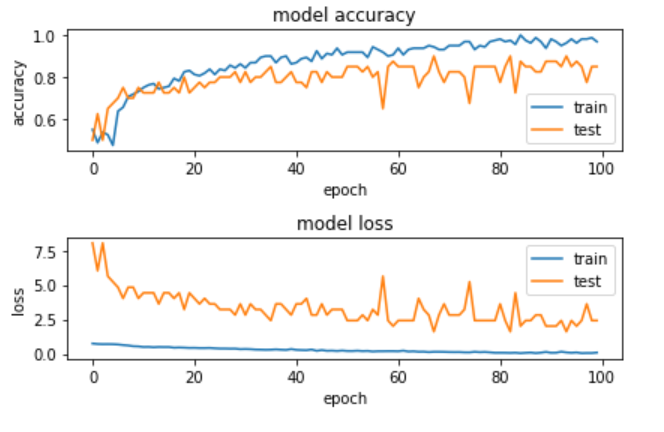 model accuracy
1.0
0.8
0.6
accuracy
train
test
0 20 40 60 80 100
epoch
model loss
7.5
5.0
2.5
0.0
loss
train
test
0 20 40 60 80 100
epoch